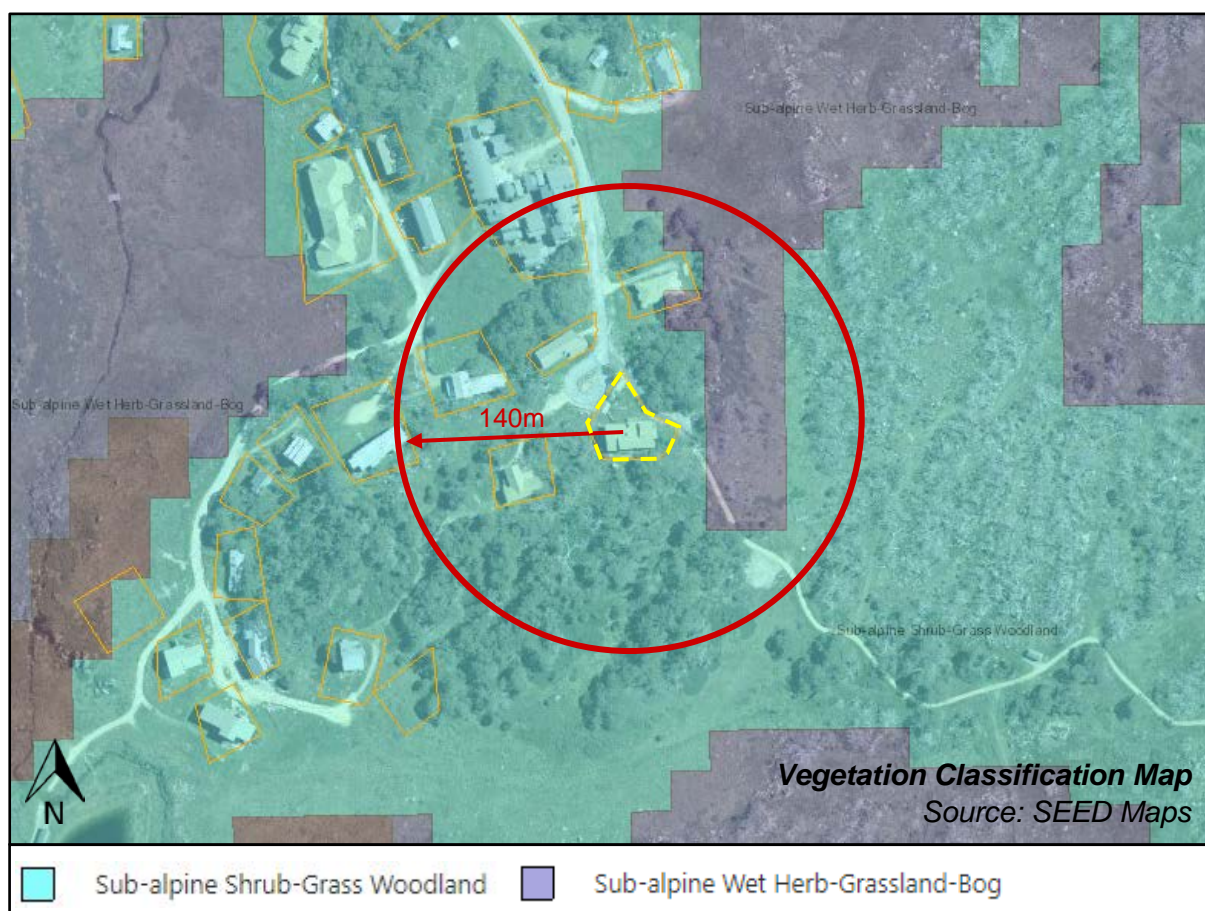 Sub-alpine Wet Herb-Grassland-Bog
Sub-alpine Wet Herb-Grassland-Bog
140m
Sub-alpine Shrub-Grass Woodland
N
Vegetation Classification Map
Source: SEED Maps
Sub-alpine Shrub-Grass Woodland
Sub-alpine Wet Herb-Grassland-Bog